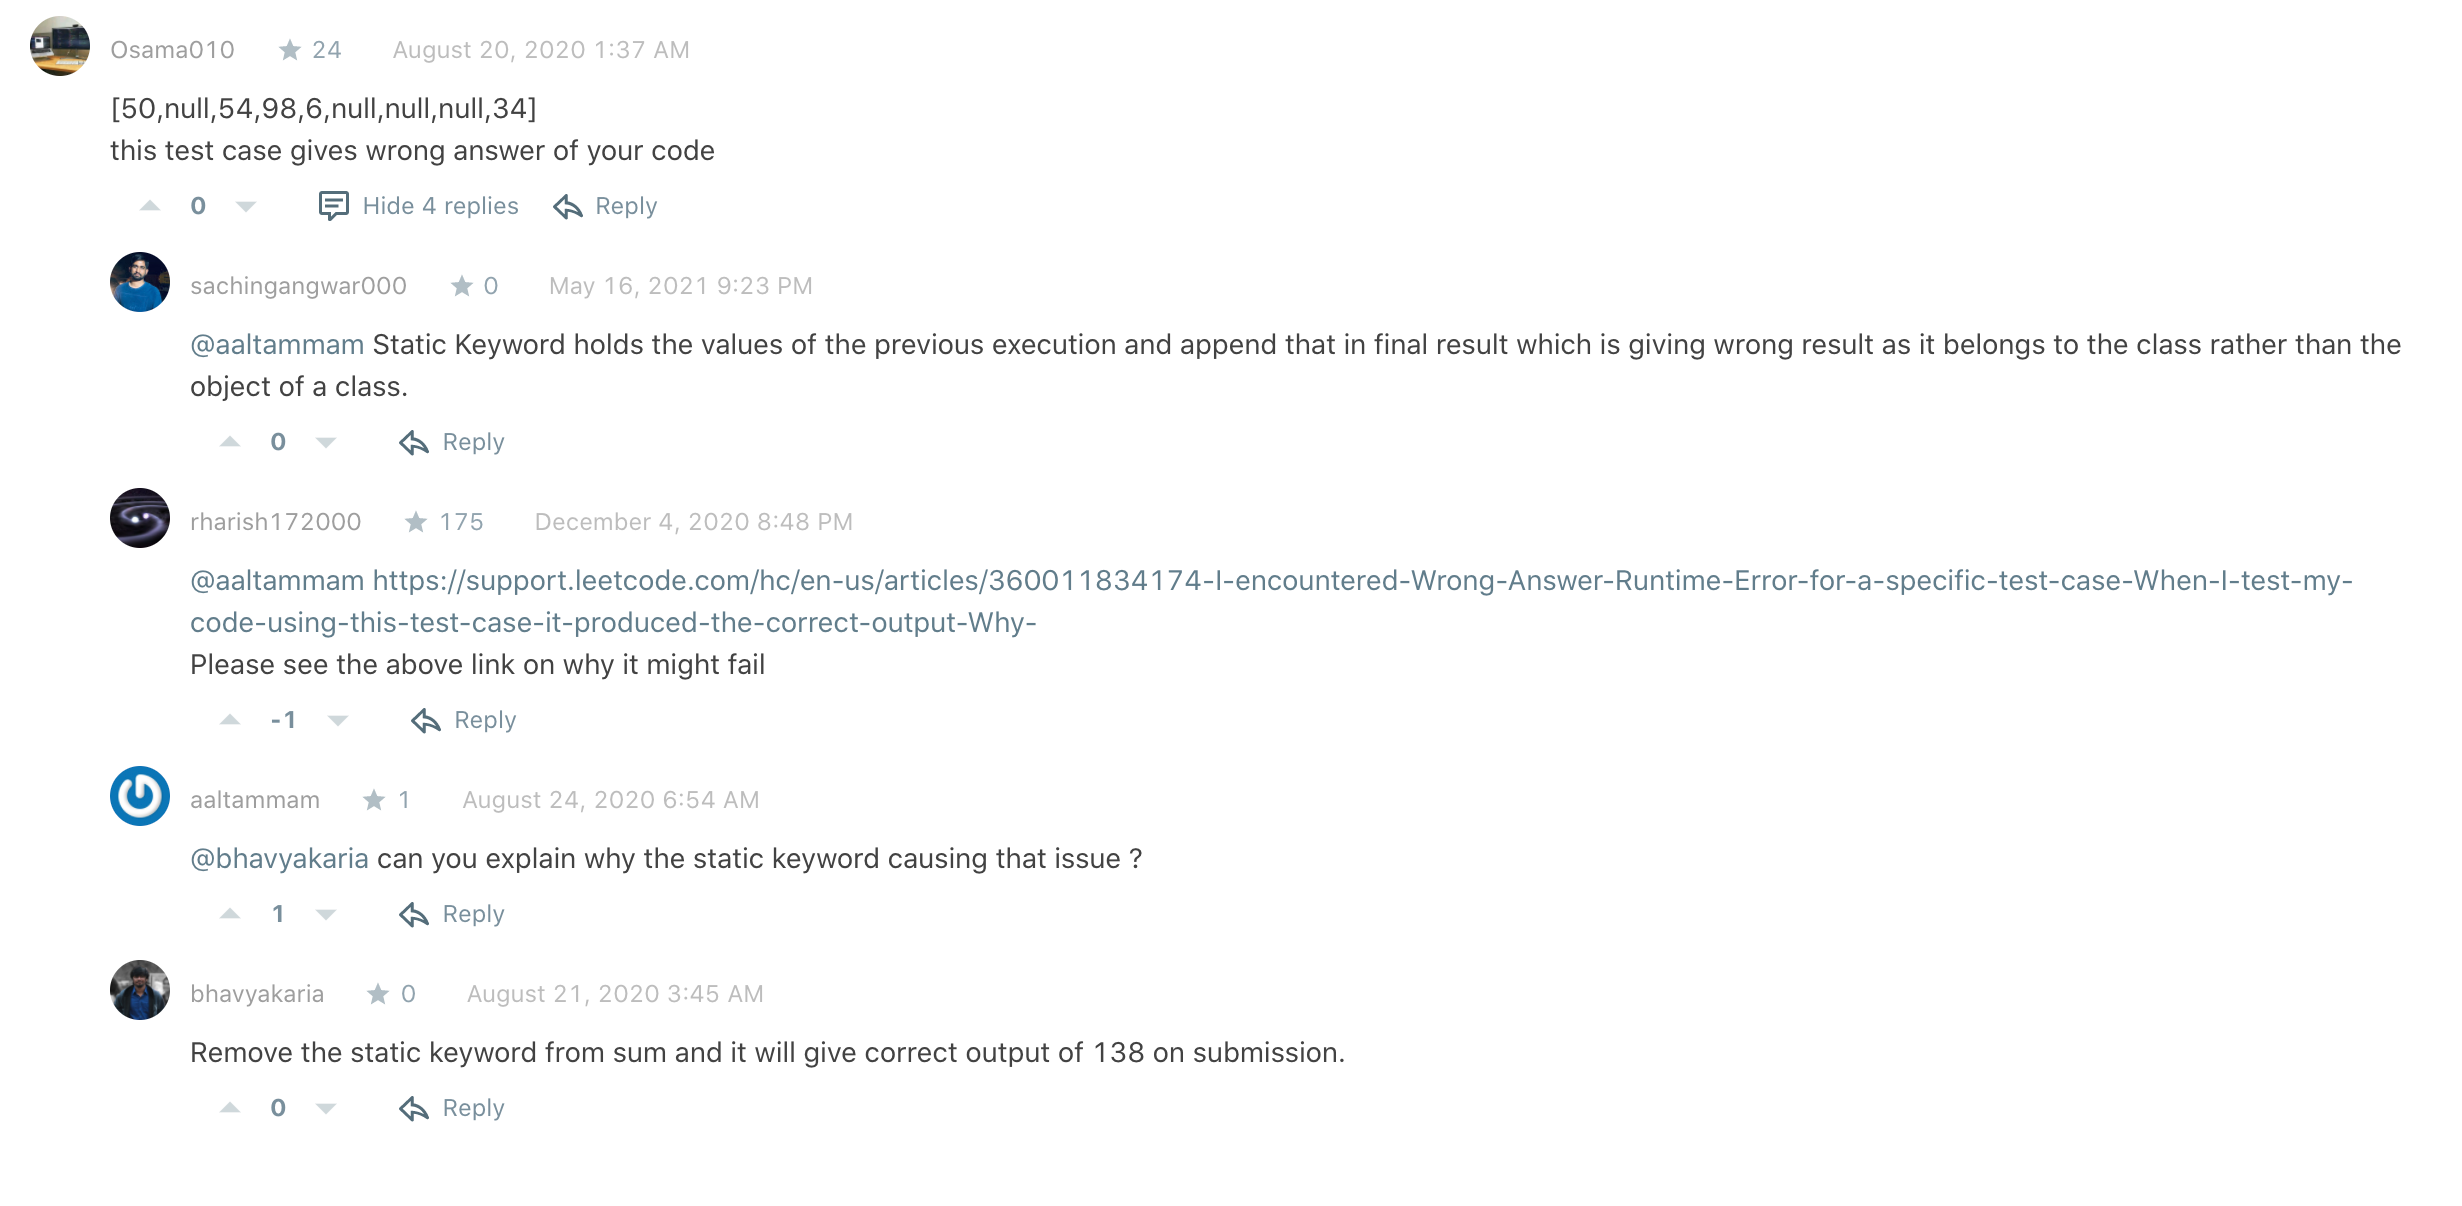 Osama010 24 August 20, 2020 1:37 AM
[50,null,54,98,6,null,null,null,34]
this test case gives wrong answer of your code
0 Hide 4 replies Reply
sachingangwar000 0 May 16, 2021 9:23 PM
@aaltammam Static Keyword holds the values of the previous execution and append that in final result which is giving wrong result as it belongs to the class rather than the
object of a class.
0 Reply
rharish172000 175 December 4, 2020 8:48 PM
@aaltammam https://support.leetcode.com/hc/en-us/articles/360011834174-I-encountered-Wrong-Answer-Runtime-Error-for-a-specific-test-case-When-I-test-my-
code-using-this-test-case-it-produced-the-correct-output-Why-
Please see the above link on why it might fail
-1 Reply
aaltammam 1 August 24, 2020 6:54 AM
@bhavyakaria can you explain why the static keyword causing that issue ?
1 Reply
bhavyakaria 0 August 21, 2020 3:45 AM
Remove the static keyword from sum and it will give correct output of 138 on submission.
0 Reply